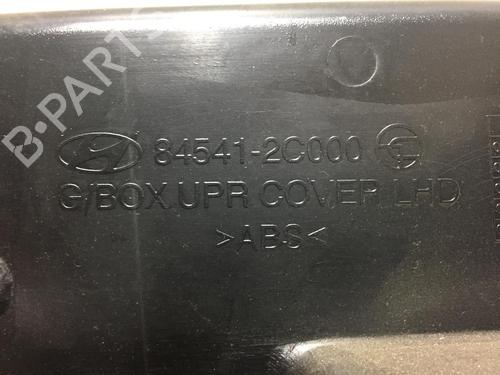 B-PARTS
84541-2C000
G/BOX UPR COVER LHD
>ABS<